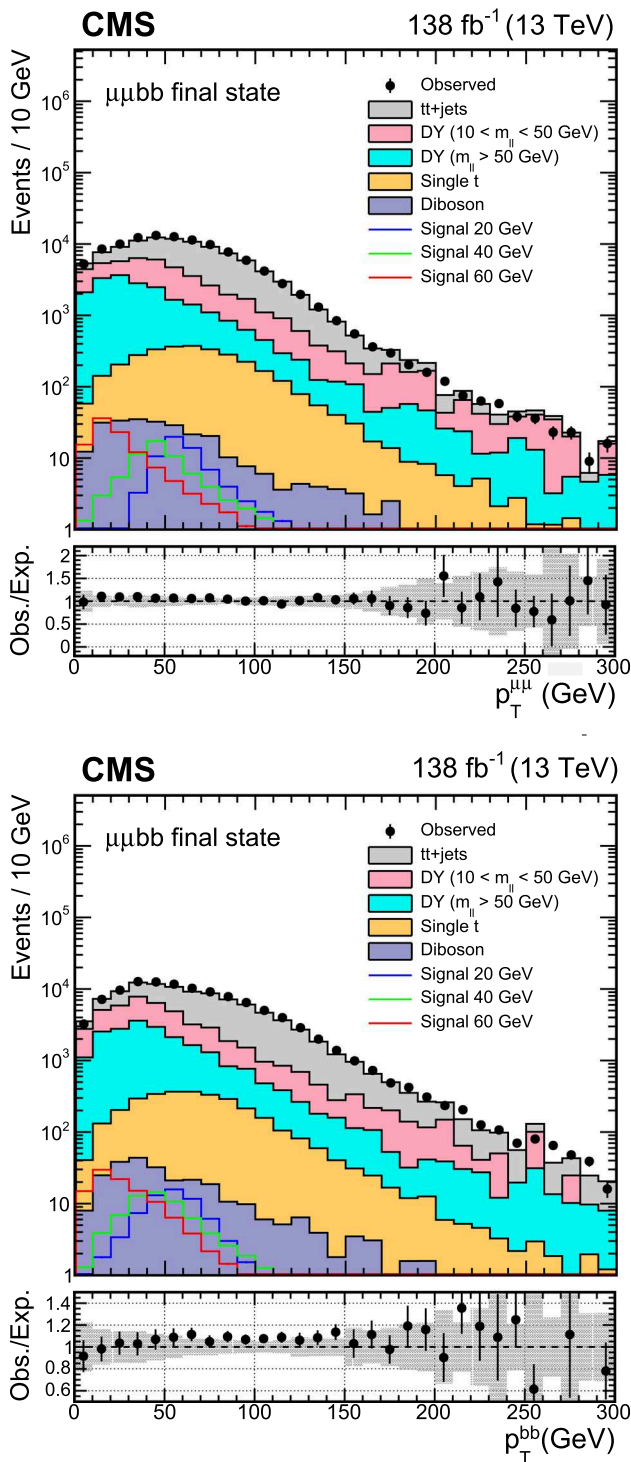 CMS 138 fb⁻¹ (13 TeV)
μμbb final state
Observed
tt+jets
DY (10 < m_ll < 50 GeV)
DY (m_ll > 50 GeV)
Single t
Diboson
Signal 20 GeV
Signal 40 GeV
Signal 60 GeV
Events / 10 GeV
10⁶
10⁵
10⁴
10³
10²
10
1
Obs./Exp.
2
1.5
1
0.5
0
0 50 100 150 200 250 300
p_T^μμ (GeV)
CMS 138 fb⁻¹ (13 TeV)
μμbb final state
Observed
tt+jets
DY (10 < m_ll < 50 GeV)
DY (m_ll > 50 GeV)
Single t
Diboson
Signal 20 GeV
Signal 40 GeV
Signal 60 GeV
Events / 10 GeV
10⁶
10⁵
10⁴
10³
10²
10
1
Obs./Exp.
1.4
1.2
1.0
0.8
0.6
0 50 100 150 200 250 300
p_T^bb (GeV)